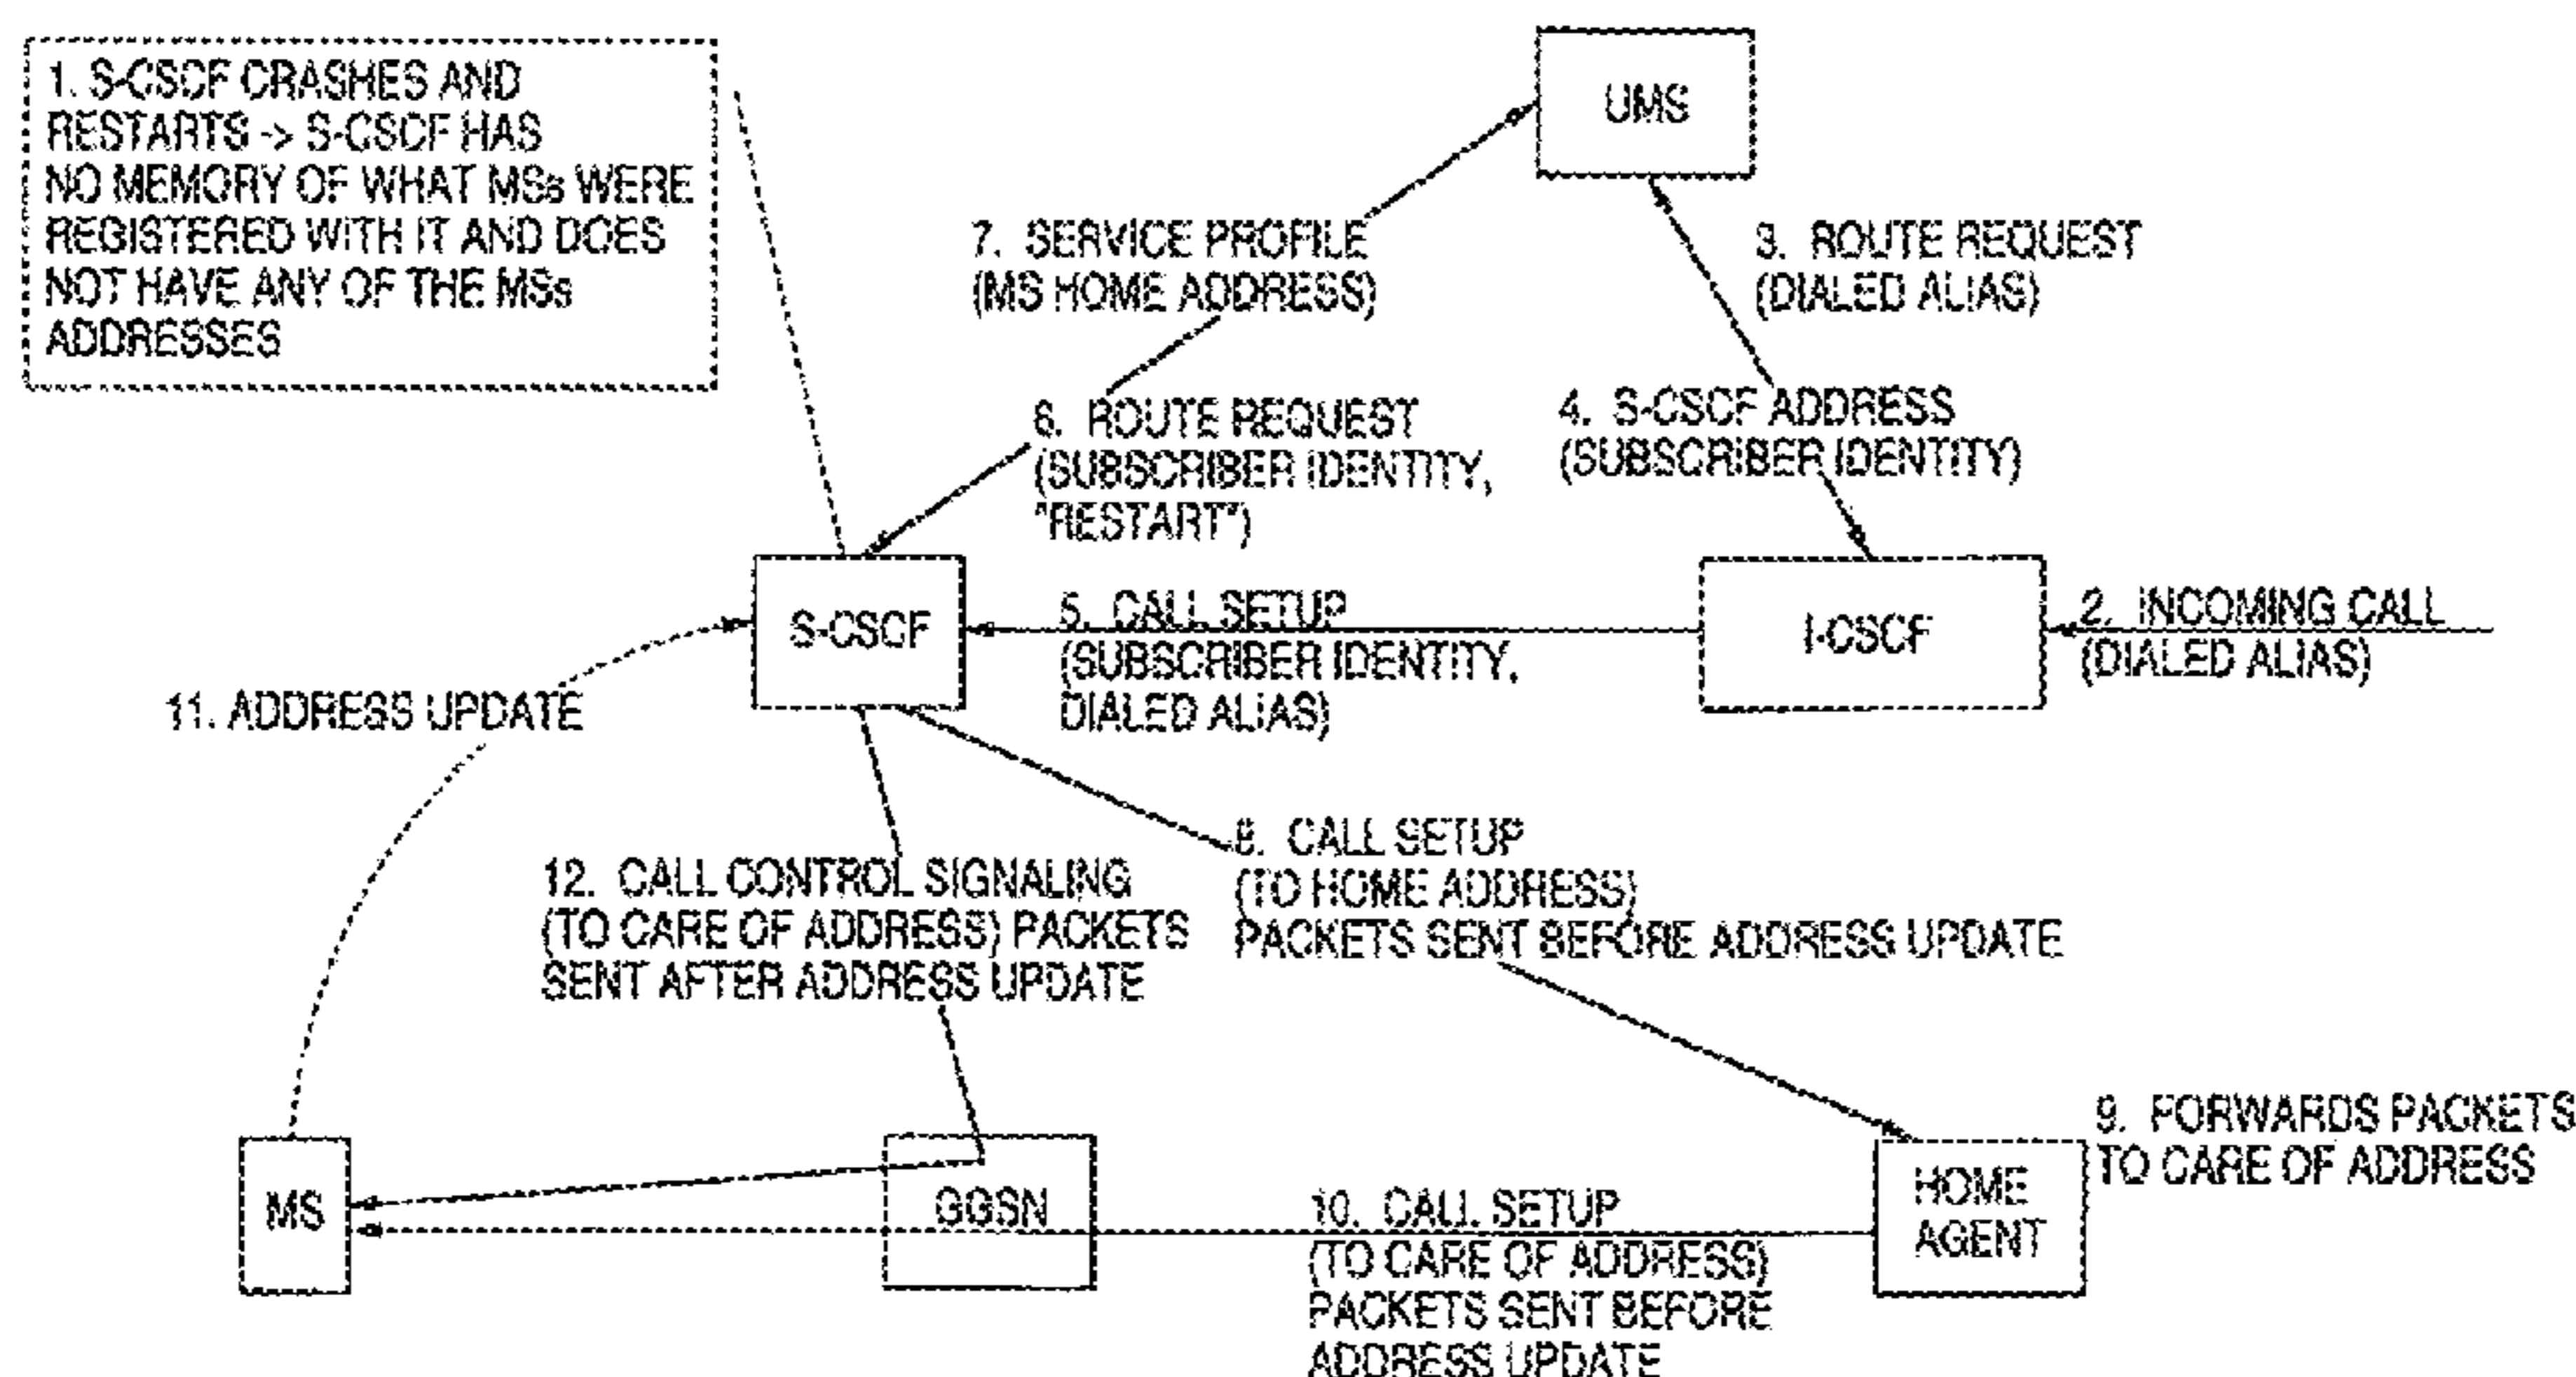 1. S-CSCF CRASHES AND
RESTARTS -> S-CSCF HAS
NO MEMORY OF WHAT MSs WERE
REGISTERED WITH IT AND DOES
NOT HAVE ANY OF THE MSs
ADDRESSES
UMS
7. SERVICE PROFILE
(MS HOME ADDRESS)
3. ROUTE REQUEST
(DIALED ALIAS)
6. ROUTE REQUEST
(SUBSCRIBER IDENTITY,
"RESTART")
4. S-CSCF ADDRESS
(SUBSCRIBER IDENTITY)
S-CSCF
5. CALL SETUP
(SUBSCRIBER IDENTITY,
DIALED ALIAS)
I-CSCF
2. INCOMING CALL
(DIALED ALIAS)
11. ADDRESS UPDATE
12. CALL CONTROL SIGNALING
(TO CARE OF ADDRESS) PACKETS
SENT AFTER ADDRESS UPDATE
8. CALL SETUP
(TO HOME ADDRESS)
PACKETS SENT BEFORE ADDRESS UPDATE
MS
GGSN
10. CALL SETUP
(TO CARE OF ADDRESS)
PACKETS SENT BEFORE
ADDRESS UPDATE
HOME
AGENT
9. FORWARDS PACKETS
TO CARE OF ADDRESS